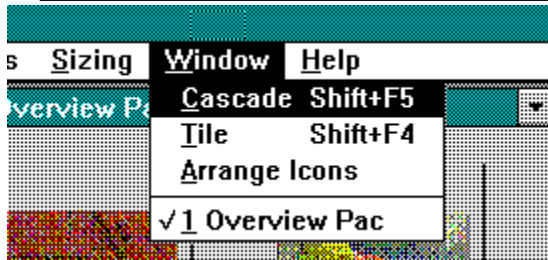 s Sizing Window Help
Overview Pa
Cascade Shift+F5
Tile Shift+F4
Arrange Icons
√ 1 Overview Pac